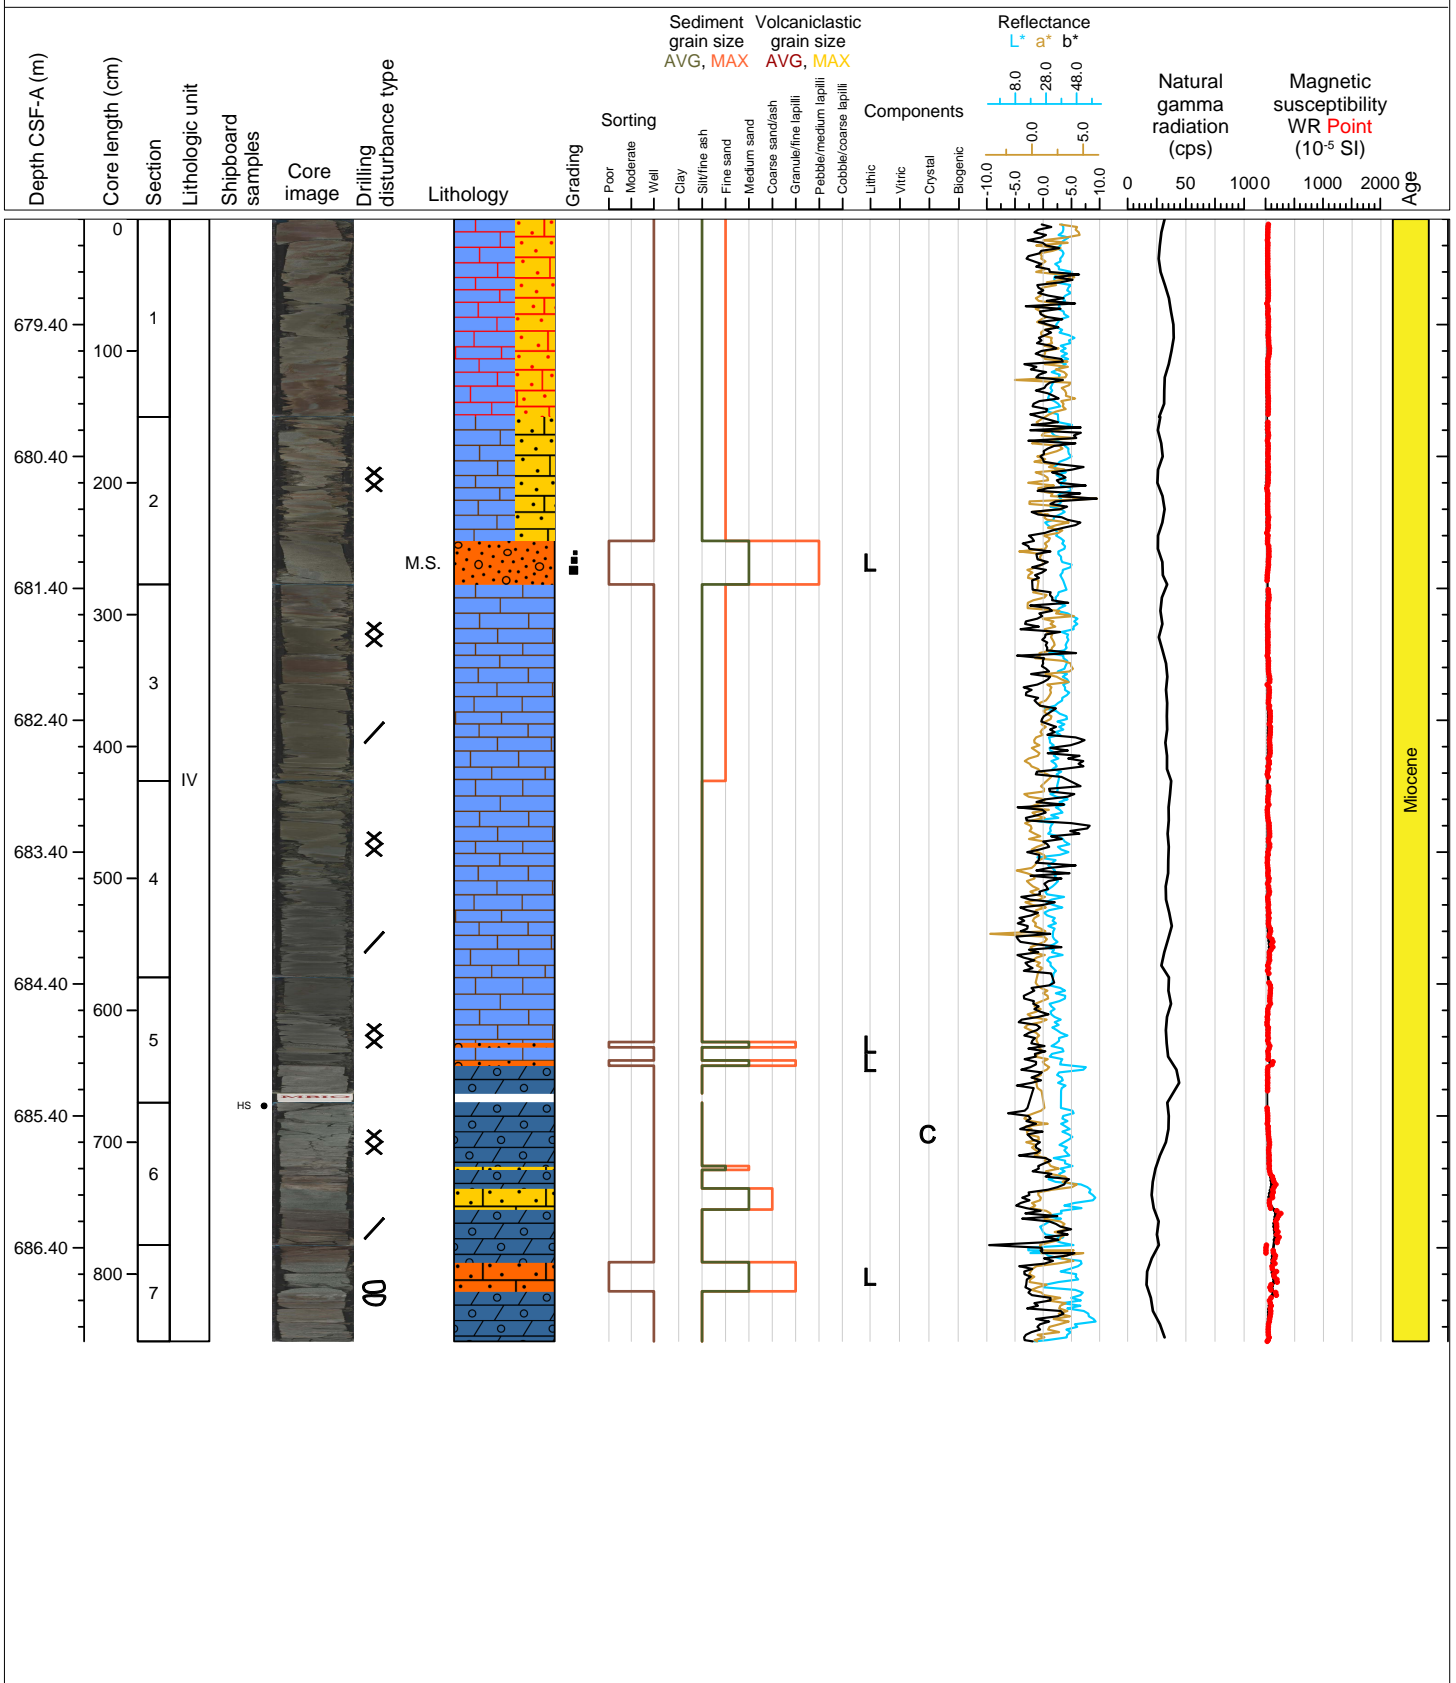 Depth CSF-A (m)
Core length (cm)
Section
Lithologic unit
Shipboard
samples
Core
image
Drilling
disturbance type
Lithology
Grading
Sorting
Poor
Moderate
Well
Sediment
grain size
AVG, MAX
Volcaniclastic
grain size
AVG, MAX
Clay
Silt/fine ash
Fine sand
Medium sand
Coarse sand/ash
Granule/fine lapilli
Pebble/medium lapilli
Cobble/coarse lapilli
Components
Lithic
Vitric
Crystal
Biogenic
Reflectance
L* a* b*
8.0 28.0 48.0
0.0 5.0
-10.0 -5.0 0.0 5.0 10.0
Natural
gamma
radiation
(cps)
0 50 100
Magnetic
susceptibility
WR Point
(10⁻⁵ SI)
0 1000 2000
Age
0
679.40
1
100
680.40
200
2
M.S.
L
681.40
300
3
682.40
400
IV
Miocene
683.40
500
4
684.40
600
5
L
L
MBIO
HS
685.40
C
700
6
686.40
800
7
L